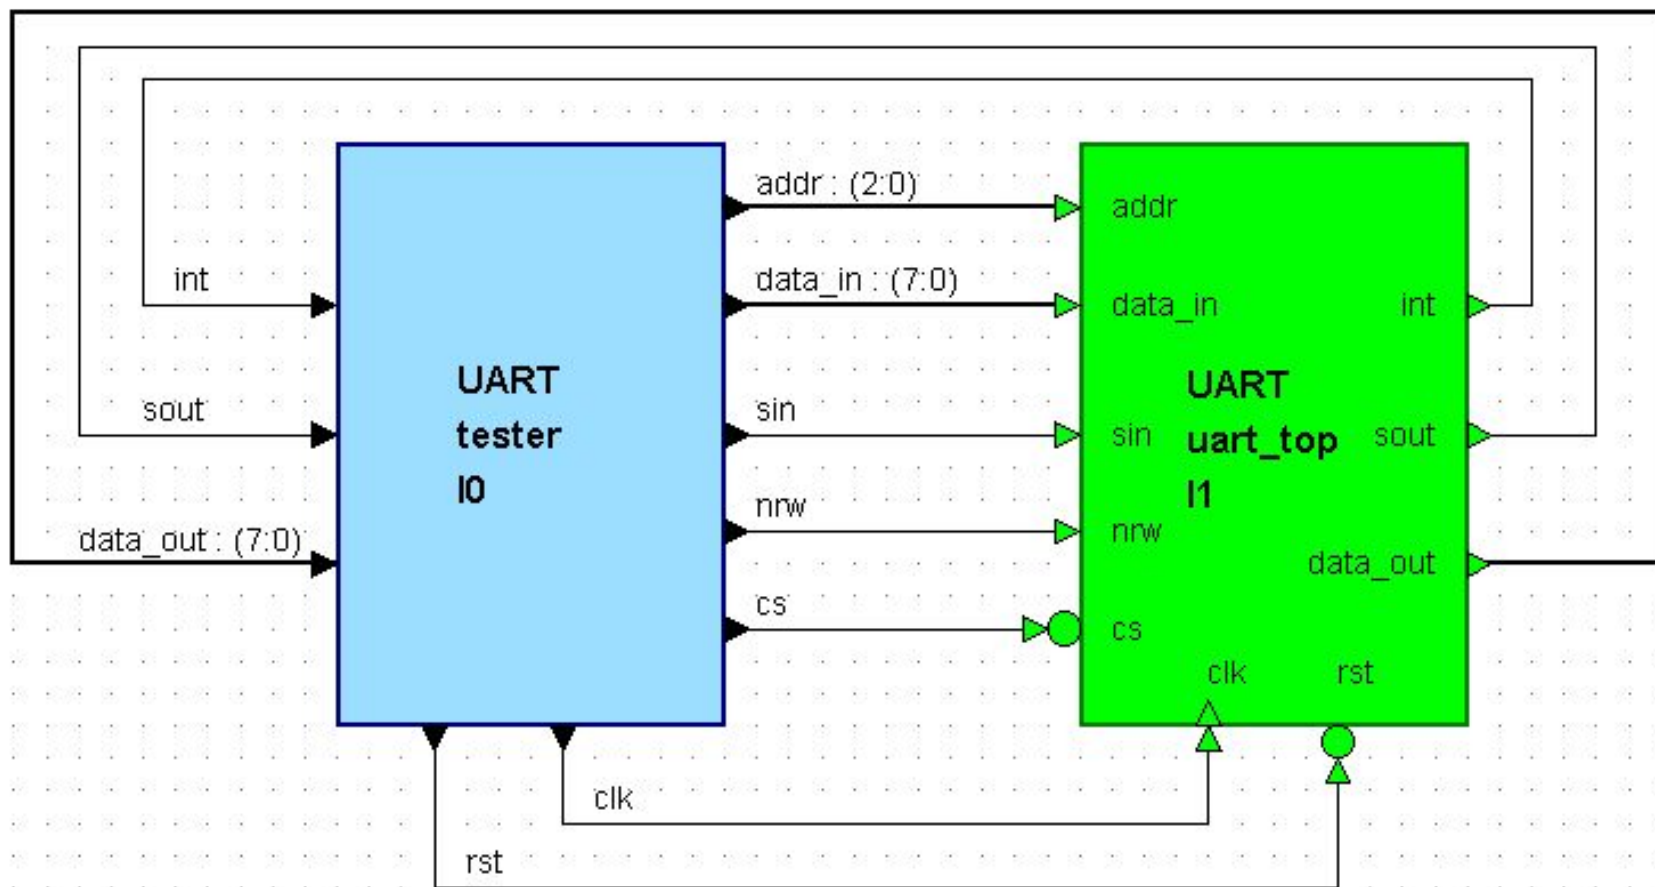 addr : (2:0)
addr
int
data_in : (7:0)
data_in
int
UART
tester
I0
UART
uart_top
I1
sout
sin
sin
sout
nrw
nrw
data_out : (7:0)
data_out
cs
cs
clk
rst
clk
rst